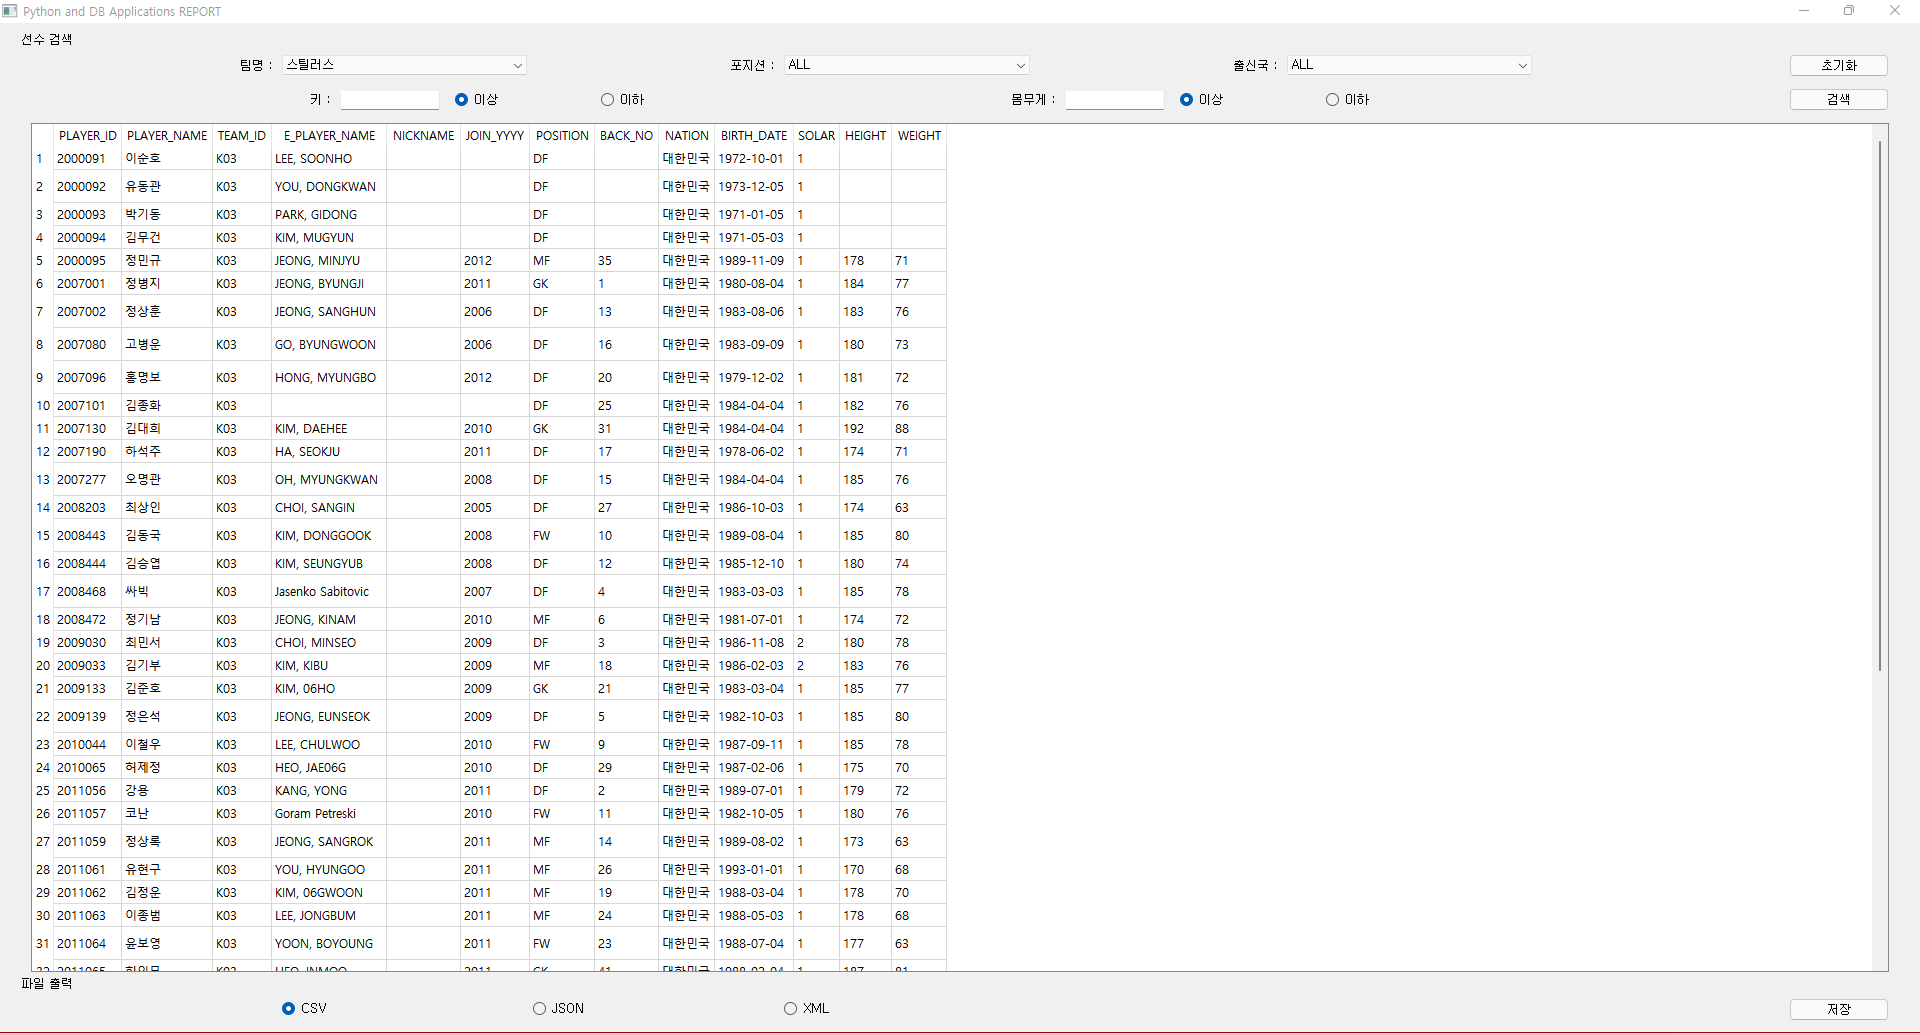 Python and DB Applications REPORT
선수 검색
팀명 : 스틸러스 포지션 : ALL 출신국 : ALL 초기화
키 : 이상 이하 몸무게 : 이상 이하 검색
PLAYER_ID PLAYER_NAME TEAM_ID E_PLAYER_NAME NICKNAME JOIN_YYYY POSITION BACK_NO NATION BIRTH_DATE SOLAR HEIGHT WEIGHT
1 2000091 이순호 K03 LEE, SOONHO DF 대한민국 1972-10-01 1
2 2000092 유동관 K03 YOU, DONGKWAN DF 대한민국 1973-12-05 1
3 2000093 박기동 K03 PARK, GIDONG DF 대한민국 1971-01-05 1
4 2000094 김무건 K03 KIM, MUGYUN DF 대한민국 1971-05-03 1
5 2000095 정민규 K03 JEONG, MINJYU 2012 MF 35 대한민국 1989-11-09 1 178 71
6 2007001 정병지 K03 JEONG, BYUNGJI 2011 GK 1 대한민국 1980-08-04 1 184 77
7 2007002 정상훈 K03 JEONG, SANGHUN 2006 DF 13 대한민국 1983-08-06 1 183 76
8 2007080 고병운 K03 GO, BYUNGWOON 2006 DF 16 대한민국 1983-09-09 1 180 73
9 2007096 홍명보 K03 HONG, MYUNGBO 2012 DF 20 대한민국 1979-12-02 1 181 72
10 2007101 김종화 K03 DF 25 대한민국 1984-04-04 1 182 76
11 2007130 김대희 K03 KIM, DAEHEE 2010 GK 31 대한민국 1984-04-04 1 192 88
12 2007190 하석주 K03 HA, SEOKJU 2011 DF 17 대한민국 1978-06-02 1 174 71
13 2007277 오명관 K03 OH, MYUNGKWAN 2008 DF 15 대한민국 1984-04-04 1 185 76
14 2008203 최상인 K03 CHOI, SANGIN 2005 DF 27 대한민국 1986-10-03 1 174 63
15 2008443 김동국 K03 KIM, DONGGOOK 2008 FW 10 대한민국 1989-08-04 1 185 80
16 2008444 김승엽 K03 KIM, SEUNGYUB 2008 DF 12 대한민국 1985-12-10 1 180 74
17 2008468 싸빅 K03 Jasenko Sabitovic 2007 DF 4 대한민국 1983-03-03 1 185 78
18 2008472 정기남 K03 JEONG, KINAM 2010 MF 6 대한민국 1981-07-01 1 174 72
19 2009030 최민서 K03 CHOI, MINSEO 2009 DF 3 대한민국 1986-11-08 2 180 78
20 2009033 김기부 K03 KIM, KIBU 2009 MF 18 대한민국 1986-02-03 2 183 76
21 2009133 김준호 K03 KIM, 06HO 2009 GK 21 대한민국 1983-03-04 1 185 77
22 2009139 정은석 K03 JEONG, EUNSEOK 2009 DF 5 대한민국 1982-10-03 1 185 80
23 2010044 이철우 K03 LEE, CHULWOO 2010 FW 9 대한민국 1987-09-11 1 185 78
24 2010065 허제정 K03 HEO, JAE06G 2010 DF 29 대한민국 1987-02-06 1 175 70
25 2011056 강용 K03 KANG, YONG 2011 DF 2 대한민국 1989-07-01 1 179 72
26 2011057 코난 K03 Goram Petreski 2010 FW 11 대한민국 1982-10-05 1 180 76
27 2011059 정상록 K03 JEONG, SANGROK 2011 MF 14 대한민국 1989-08-02 1 173 63
28 2011061 유현구 K03 YOU, HYUNGOO 2011 MF 26 대한민국 1993-01-01 1 170 68
29 2011062 김정운 K03 KIM, 06GWOON 2011 MF 19 대한민국 1988-03-04 1 178 70
30 2011063 이종범 K03 LEE, JONGBUM 2011 MF 24 대한민국 1988-05-03 1 178 68
31 2011064 윤보영 K03 YOON, BOYOUNG 2011 FW 23 대한민국 1988-07-04 1 177 63
파일 출력
CSV JSON XML 저장